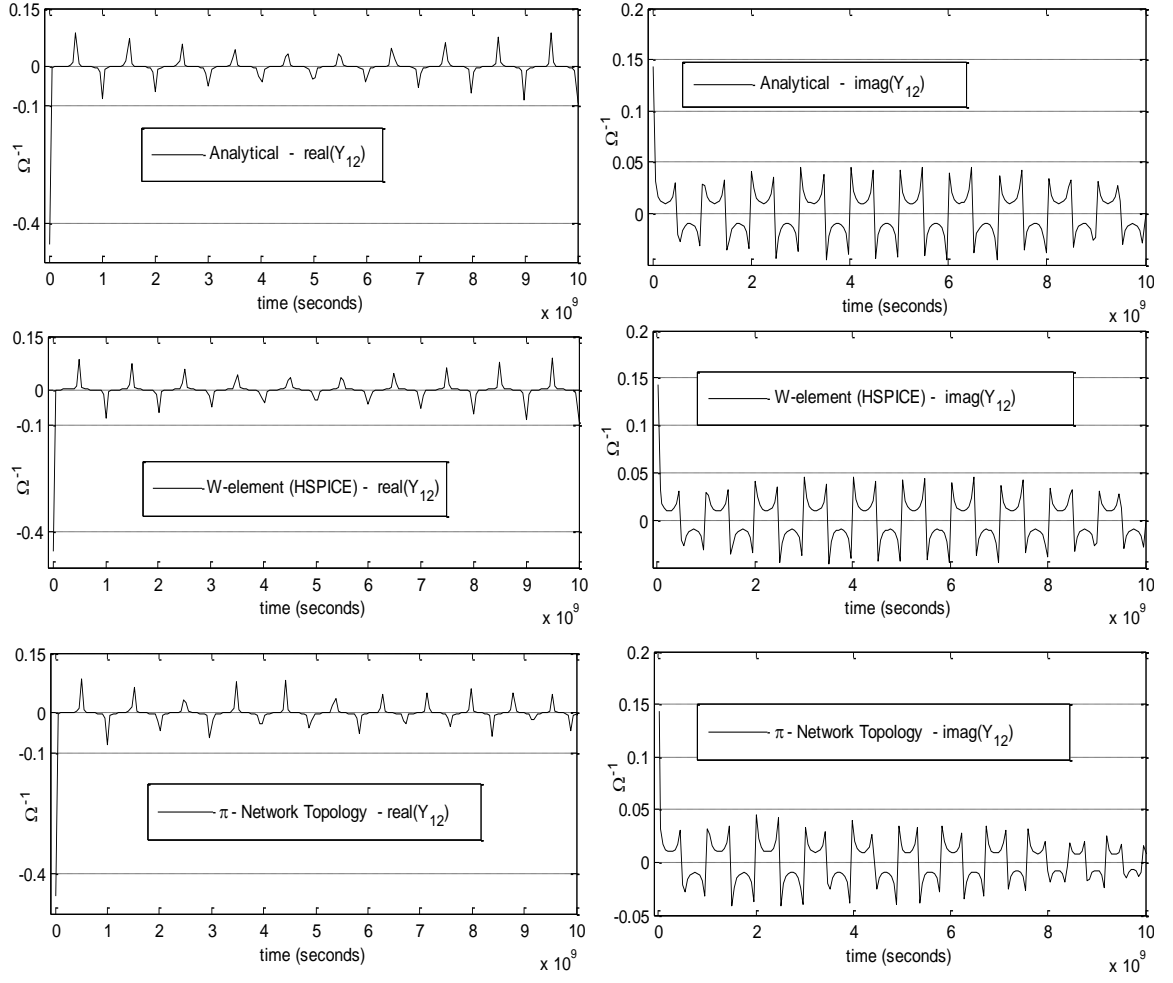 0.15
0
-0.1
-0.4
Ω-1
Analytical - real(Y12)
0 1 2 3 4 5 6 7 8 9 10
time (seconds)
x 10^9
0.2
0.15
0.1
0.05
0
Ω-1
Analytical - imag(Y12)
0 2 4 6 8 10
time (seconds)
x 10^9
0.15
0
-0.1
-0.4
Ω-1
W-element (HSPICE) - real(Y12)
0 1 2 3 4 5 6 7 8 9 10
time (seconds)
x 10^9
0.2
0.15
0.1
0.05
0
Ω-1
W-element (HSPICE) - imag(Y12)
0 2 4 6 8 10
time (seconds)
x 10^9
0.15
0
-0.1
-0.4
Ω-1
π - Network Topology - real(Y12)
0 1 2 3 4 5 6 7 8 9 10
time (seconds)
x 10^9
0.2
0.15
0.1
0.05
0
-0.05
Ω-1
π - Network Topology - imag(Y12)
0 2 4 6 8 10
time (seconds)
x 10^9